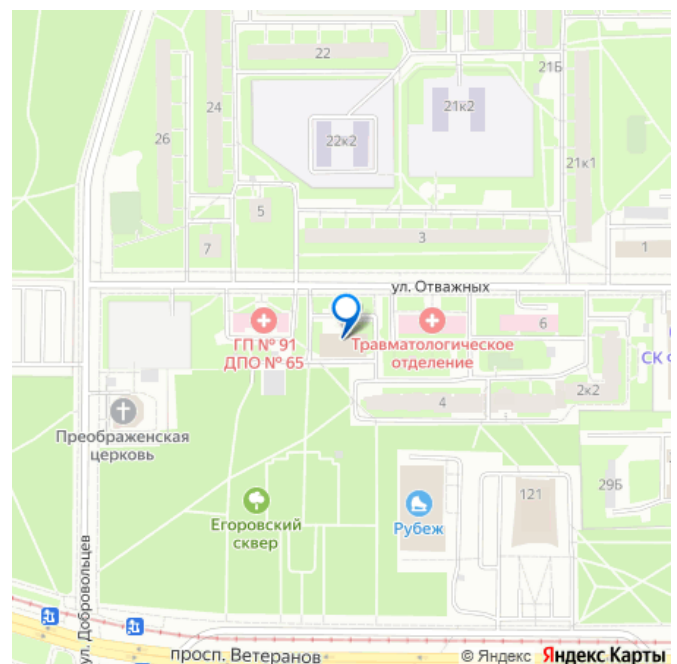 22
21Б
24
22к2
21к2
26
21к1
5
3
7
1
ул. Отважных
6
ГП № 91
ДПО № 65
Травматологическое
отделение
СК Ф
2к2
4
Преображенская
церковь
121
29Б
Егоровский
сквер
Рубеж
ул. Добровольцев
просп. Ветеранов
© Яндекс Яндекс Карты